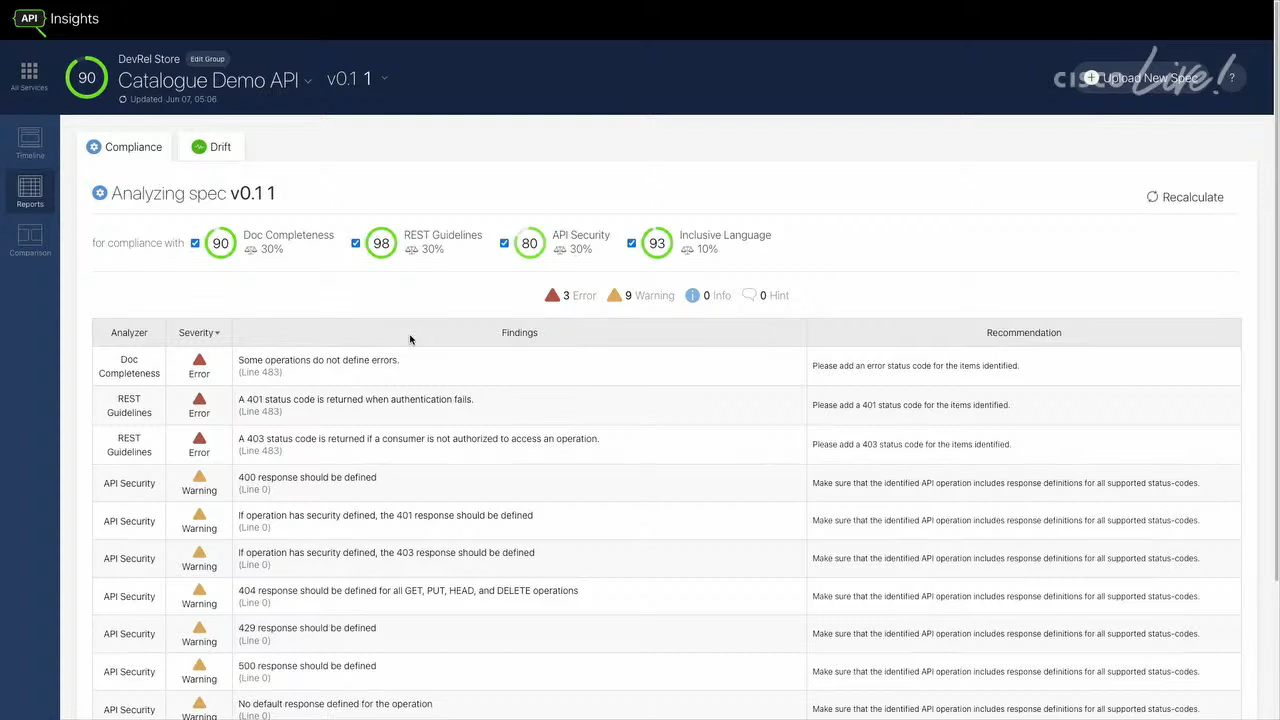 API Insights
All Services
90
DevRel Store Edit Group
Catalogue Demo API v0.1 1
Updated Jun 07, 05:06
CISCO Live!
Upload New Spec ?
Timeline
Reports
Comparison
Compliance Drift
Analyzing spec v0.1 1
Recalculate
for compliance with 90 Doc Completeness 30% 98 REST Guidelines 30% 80 API Security 30% 93 Inclusive Language 10%
3 Error 9 Warning i 0 Info 0 Hint
Analyzer Severity Findings Recommendation
Doc Completeness Error Some operations do not define errors. (Line 483) Please add an error status code for the items identified.
REST Guidelines Error A 401 status code is returned when authentication fails. (Line 483) Please add a 401 status code for the items identified.
REST Guidelines Error A 403 status code is returned if a consumer is not authorized to access an operation. (Line 483) Please add a 403 status code for the items identified.
API Security Warning 400 response should be defined (Line 0) Make sure that the identified API operation includes response definitions for all supported status-codes.
API Security Warning If operation has security defined, the 401 response should be defined (Line 0) Make sure that the identified API operation includes response definitions for all supported status-codes.
API Security Warning If operation has security defined, the 403 response should be defined (Line 0) Make sure that the identified API operation includes response definitions for all supported status-codes.
API Security Warning 404 response should be defined for all GET, PUT, HEAD, and DELETE operations (Line 0) Make sure that the identified API operation includes response definitions for all supported status-codes.
API Security Warning 429 response should be defined (Line 0) Make sure that the identified API operation includes response definitions for all supported status-codes.
API Security Warning 500 response should be defined (Line 0) Make sure that the identified API operation includes response definitions for all supported status-codes.
API Security Warning No default response defined for the operation (Line 0) Make sure that the identified API operation includes response definitions for all supported status-codes.